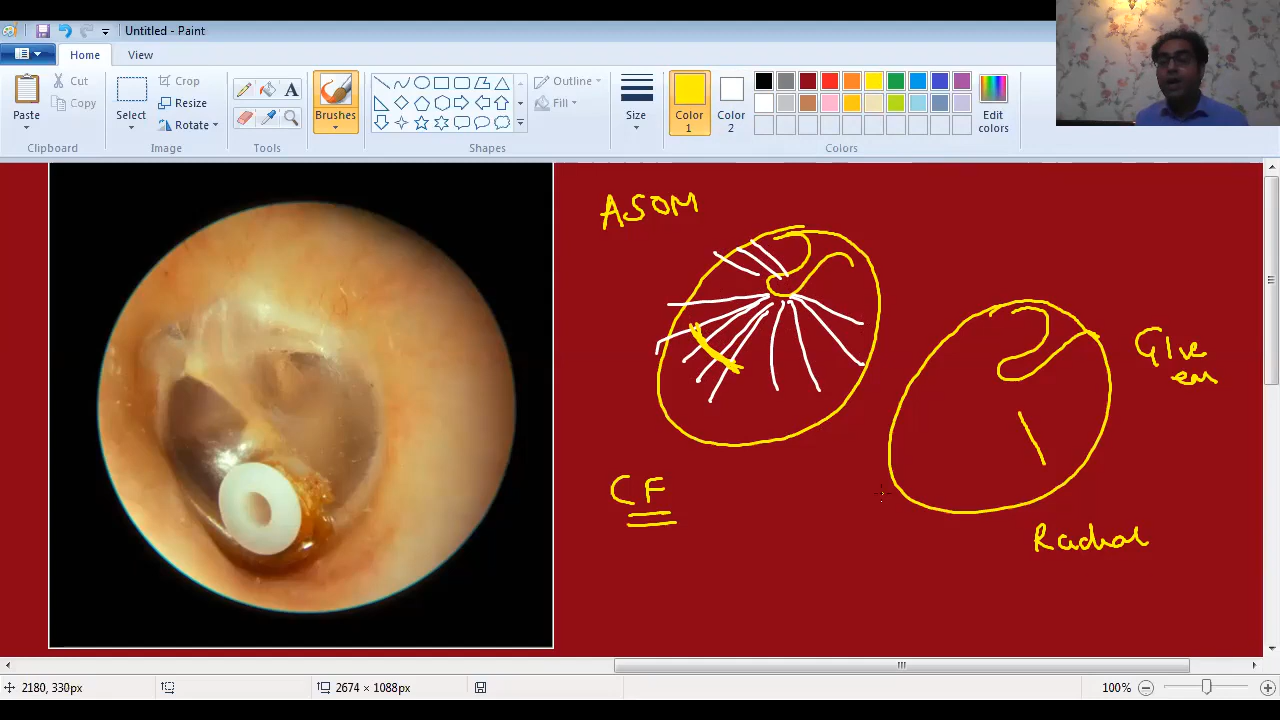 Untitled - Paint
Home
View
Paste
Cut
Copy
Clipboard
Select
Crop
Resize
Rotate
Image
Tools
Brushes
Shapes
Outline
Fill
Size
Color 1
Color 2
Edit colors
Colors
ASOM
Glue
ear
CF
Radial
2180, 330px
2674 × 1088px
100%